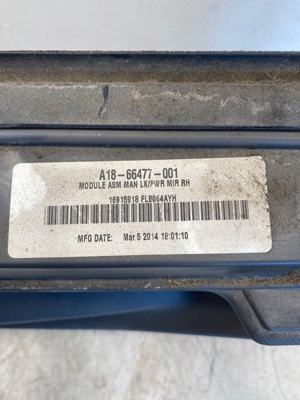 A18-66477-001
MODULE ASM MAN LK/PWR MIR RH
16915918 FLB064AYH
MFG DATE: Mar 5 2014 18:01:10